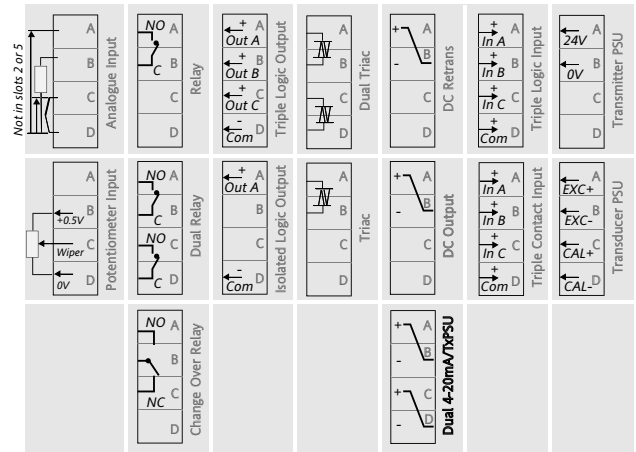 Not in slots 2 or 5
A
B
C
D
Analogue Input
NO A
B
C
C
D
Relay
+ A
Out A
+ B
Out B
+ C
Out C
- D
Com
Triple Logic Output
A
B
C
D
Dual Triac
+ A
- B
C
D
DC Retrans
+ A
In A
+ B
In B
+ C
In C
+ D
Com
Triple Logic Input
A
24V
B
0V
C
D
Transmitter PSU
A
B
+0.5V
C
Wiper
D
0V
Potentiometer Input
NO A
B
C
NO C
D
C
Dual Relay
+ A
Out A
B
C
- D
Com
Isolated Logic Output
A
B
C
D
Triac
+ A
- B
C
D
DC Output
+ A
In A
+ B
In B
+ C
In C
+ D
Com
Triple Contact Input
A
EXC+
B
EXC-
C
CAL+
D
CAL-
Transducer PSU
NO A
B
C
NC
D
Change Over Relay
+ A
- B
+ C
- D
Dual 4-20mA/TxPSU